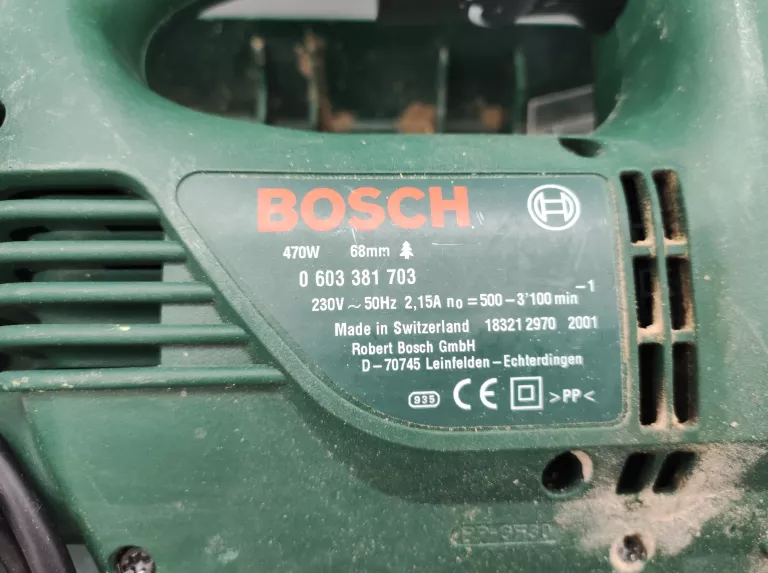 BOSCH
470W 68mm
0 603 381 703
230V ~ 50Hz 2,15A no = 500 – 3'100 min⁻¹
Made in Switzerland 18321 2970 2001
Robert Bosch GmbH
D – 70745 Leinfelden – Echterdingen
935 CE >PP<